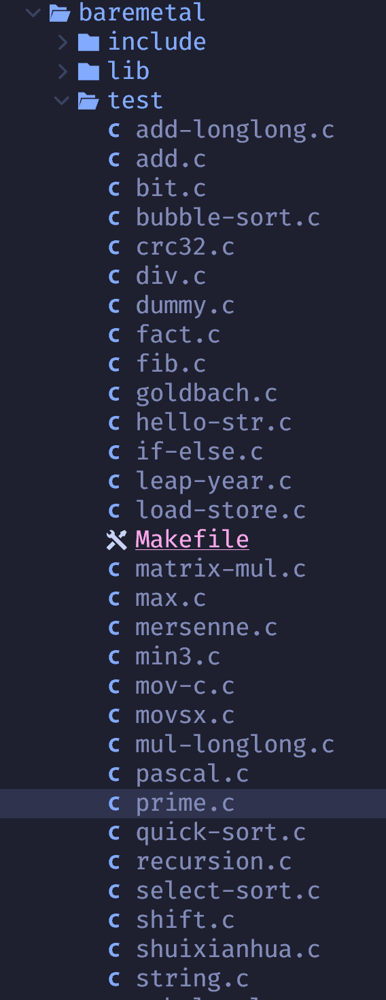 baremetal
include
lib
test
add-longlong.c
add.c
bit.c
bubble-sort.c
crc32.c
div.c
dummy.c
fact.c
fib.c
goldbach.c
hello-str.c
if-else.c
leap-year.c
load-store.c
Makefile
matrix-mul.c
max.c
mersenne.c
min3.c
mov-c.c
movsx.c
mul-longlong.c
pascal.c
prime.c
quick-sort.c
recursion.c
select-sort.c
shift.c
shuixianhua.c
string.c